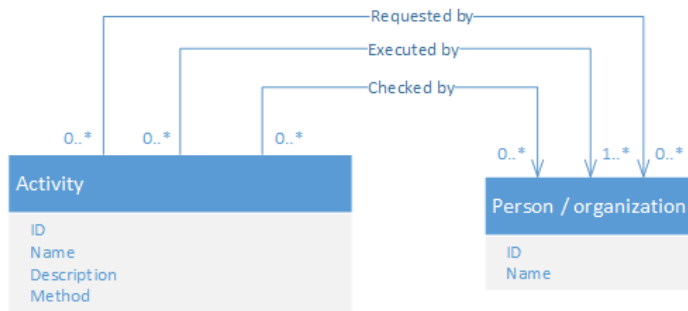 Requested by
Executed by
Checked by
0..* 0..* 0..*
0..* 1..* 0..*
Activity
ID
Name
Description
Method
Person / organization
ID
Name